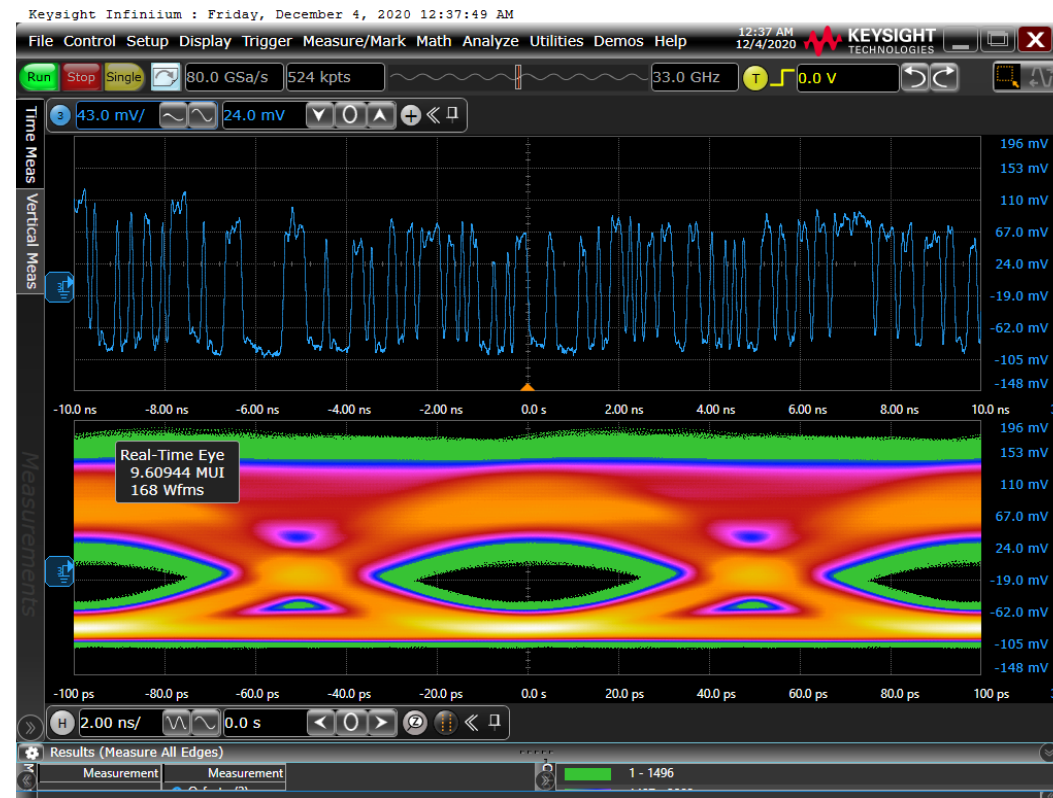 Keysight Infiniium : Friday, December 4, 2020 12:37:49 AM
File Control Setup Display Trigger Measure/Mark Math Analyze Utilities Demos Help
12:37 AM
12/4/2020
KEYSIGHT
TECHNOLOGIES
X
Run Stop Single 80.0 GSa/s 524 kpts 33.0 GHz T 0.0 V
3 43.0 mV/ 24.0 mV 0
Time Meas
Vertical Meas
Measurements
196 mV
153 mV
110 mV
67.0 mV
24.0 mV
-19.0 mV
-62.0 mV
-105 mV
-148 mV
-10.0 ns -8.00 ns -6.00 ns -4.00 ns -2.00 ns 0.0 s 2.00 ns 4.00 ns 6.00 ns 8.00 ns 10.0 ns
Real-Time Eye
9.60944 MUI
168 Wfms
196 mV
153 mV
110 mV
67.0 mV
24.0 mV
-19.0 mV
-62.0 mV
-105 mV
-148 mV
-100 ps -80.0 ps -60.0 ps -40.0 ps -20.0 ps 0.0 s 20.0 ps 40.0 ps 60.0 ps 80.0 ps 100 ps
H 2.00 ns/ 0.0 s 0
Results (Measure All Edges)
Measurement Measurement
1 - 1496